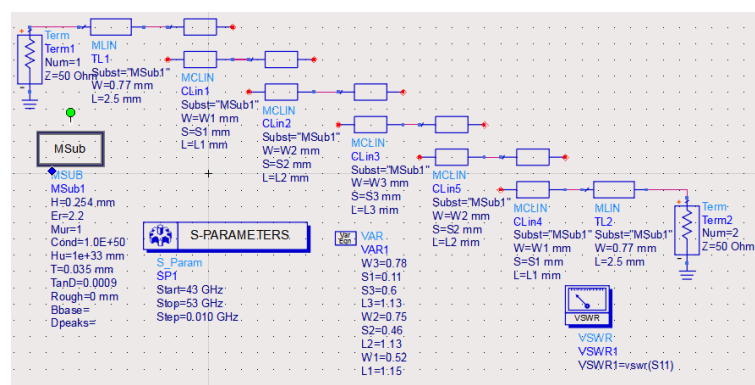 Term
Term1
Num=1
Z=50 Ohm
MLIN
TL1
Subst="MSub1"
W=0.77 mm
L=2.5 mm
MCLIN
CLin1
Subst="MSub1"
W=W1 mm
S=S1 mm
L=L1 mm
MCLIN
CLin2
Subst="MSub1"
W=W2 mm
S=S2 mm
L=L2 mm
MCLIN
CLin3
Subst="MSub1"
W=W3 mm
S=S3 mm
L=L3 mm
MCLIN
CLin5
Subst="MSub1"
W=W2 mm
S=S2 mm
L=L2 mm
MCLIN
CLin4
Subst="MSub1"
W=W1 mm
S=S1 mm
L=L1 mm
MLIN
TL2
Subst="MSub1"
W=0.77 mm
L=2.5 mm
Term
Term2
Num=2
Z=50 Ohm
MSub
MSUB
MSub1
H=0.254 mm
Er=2.2
Mur=1
Cond=1.0E+50
Hu=1e+33 mm
T=0.035 mm
TanD=0.0009
Rough=0 mm
Bbase=
Dpeaks=
S-PARAMETERS
S_Param
SP1
Start=43 GHz
Stop=53 GHz
Step=0.010 GHz
Var
Eqn
VAR
VAR1
W3=0.78
S1=0.11
S3=0.6
L3=1.13
W2=0.75
S2=0.46
L2=1.13
W1=0.52
L1=1.15
VSWR
VSWR
VSWR1
VSWR1=vswr(S11)